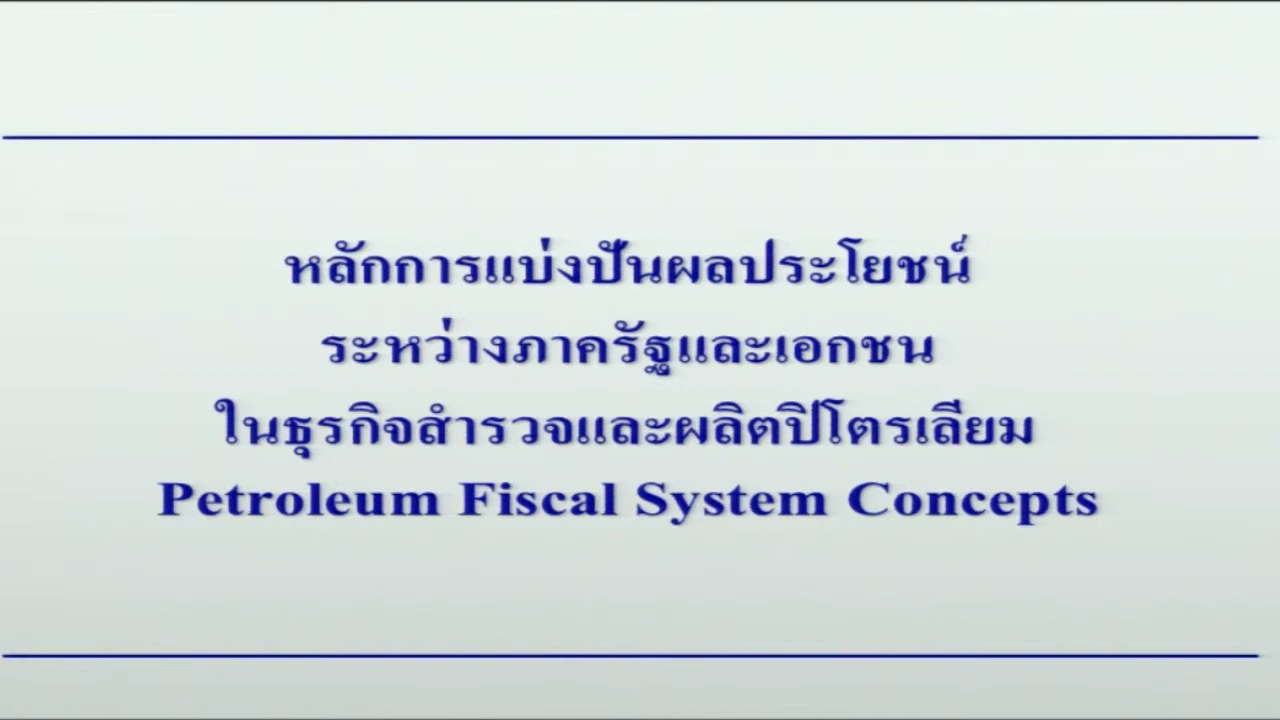 หลักการแบ่งปันผลประโยชน์
ระหว่างภาครัฐและเอกชน
ในธุรกิจสำรวจและผลิตปิโตรเลียม
Petroleum Fiscal System Concepts